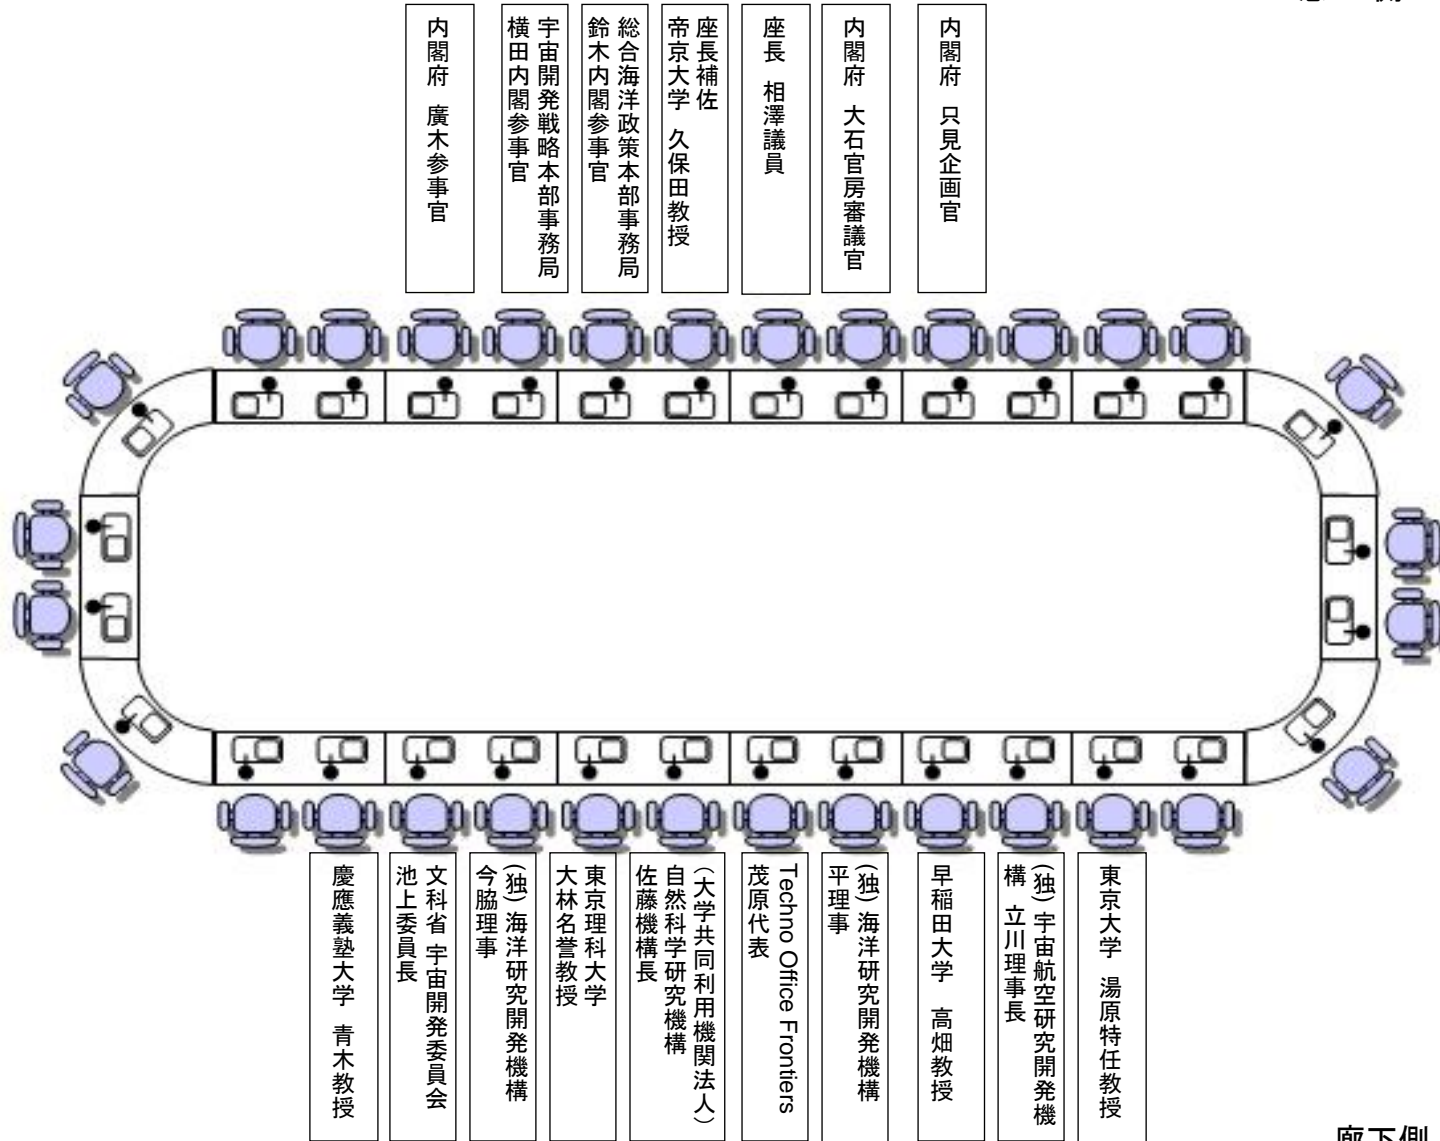 内閣府 廣木参事官
宇宙開発戦略本部事務局
横田内閣参事官
総合海洋政策本部事務局
鈴木内閣参事官
座長補佐
帝京大学 久保田教授
座長 相澤議員
内閣府 大石官房審議官
内閣府 只見企画官
慶應義塾大学 青木教授
文科省 宇宙開発委員会
池上委員長
(独)海洋研究開発機構
今脇理事
東京理科大学
大林名誉教授
(大学共同利用機関法人)
自然科学研究機構
佐藤機構長
Techno Office Frontiers
茂原代表
(独)海洋研究開発機構
平理事
早稲田大学 高畑教授
(独)宇宙航空研究開発機
構 立川理事長
東京大学 湯原特任教授
廊下側